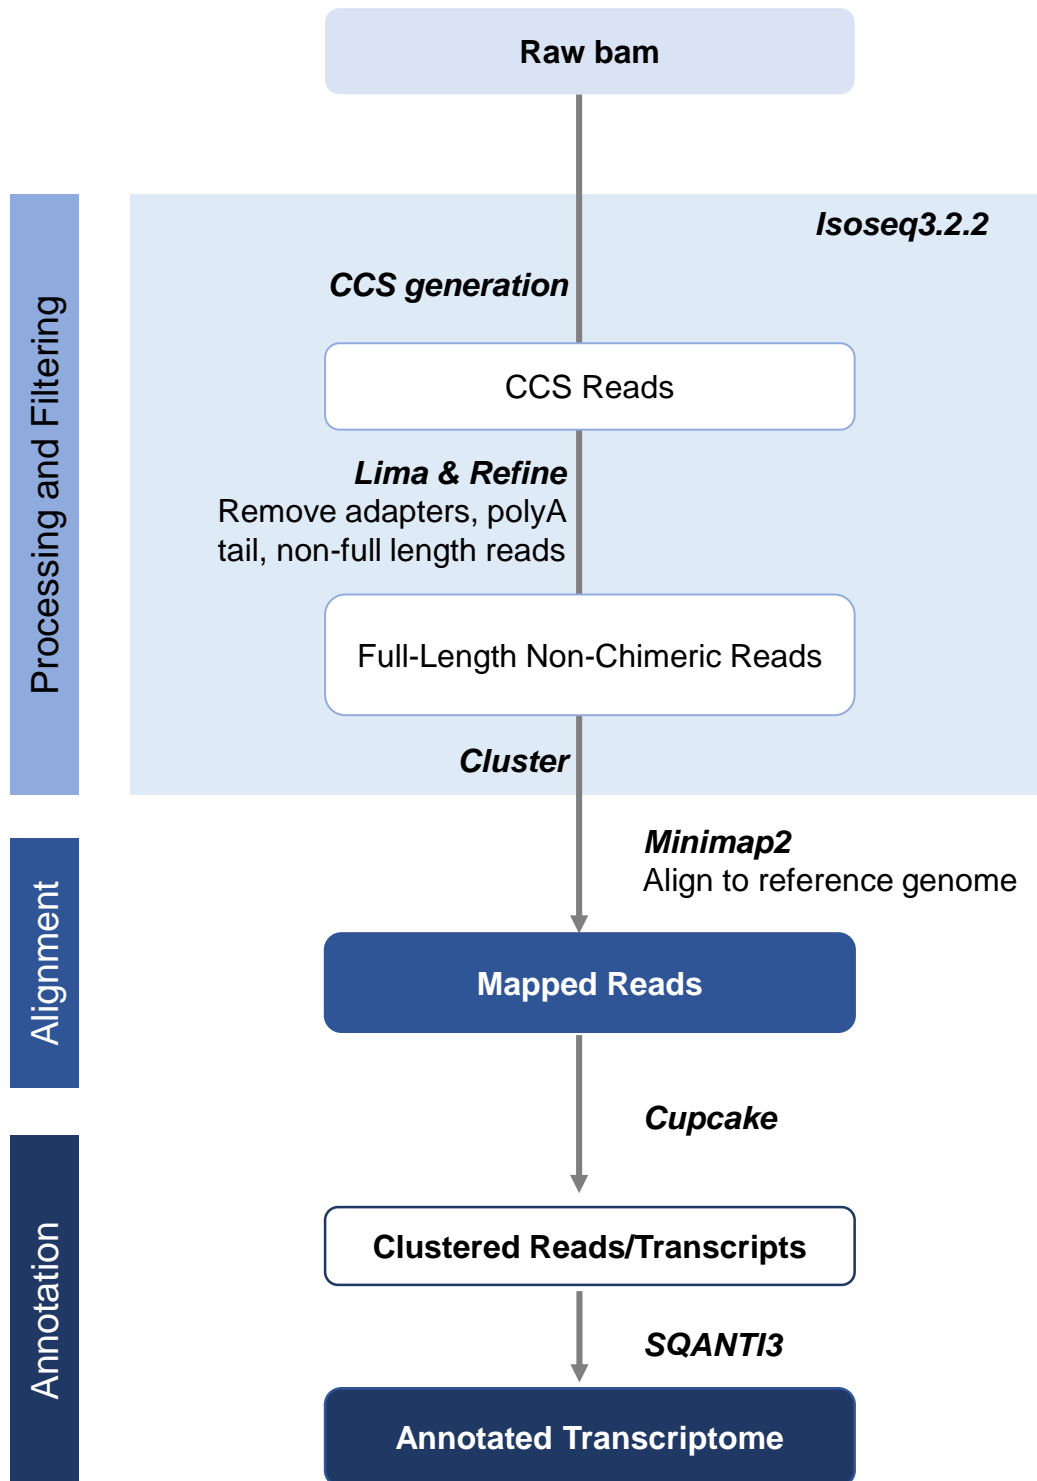 Raw bam
Processing and Filtering
Isoseq3.2.2
CCS generation
CCS Reads
Lima & Refine
Remove adapters, polyA
tail, non-full length reads
Full-Length Non-Chimeric Reads
Cluster
Alignment
Minimap2
Align to reference genome
Mapped Reads
Annotation
Cupcake
Clustered Reads/Transcripts
SQANTI3
Annotated Transcriptome